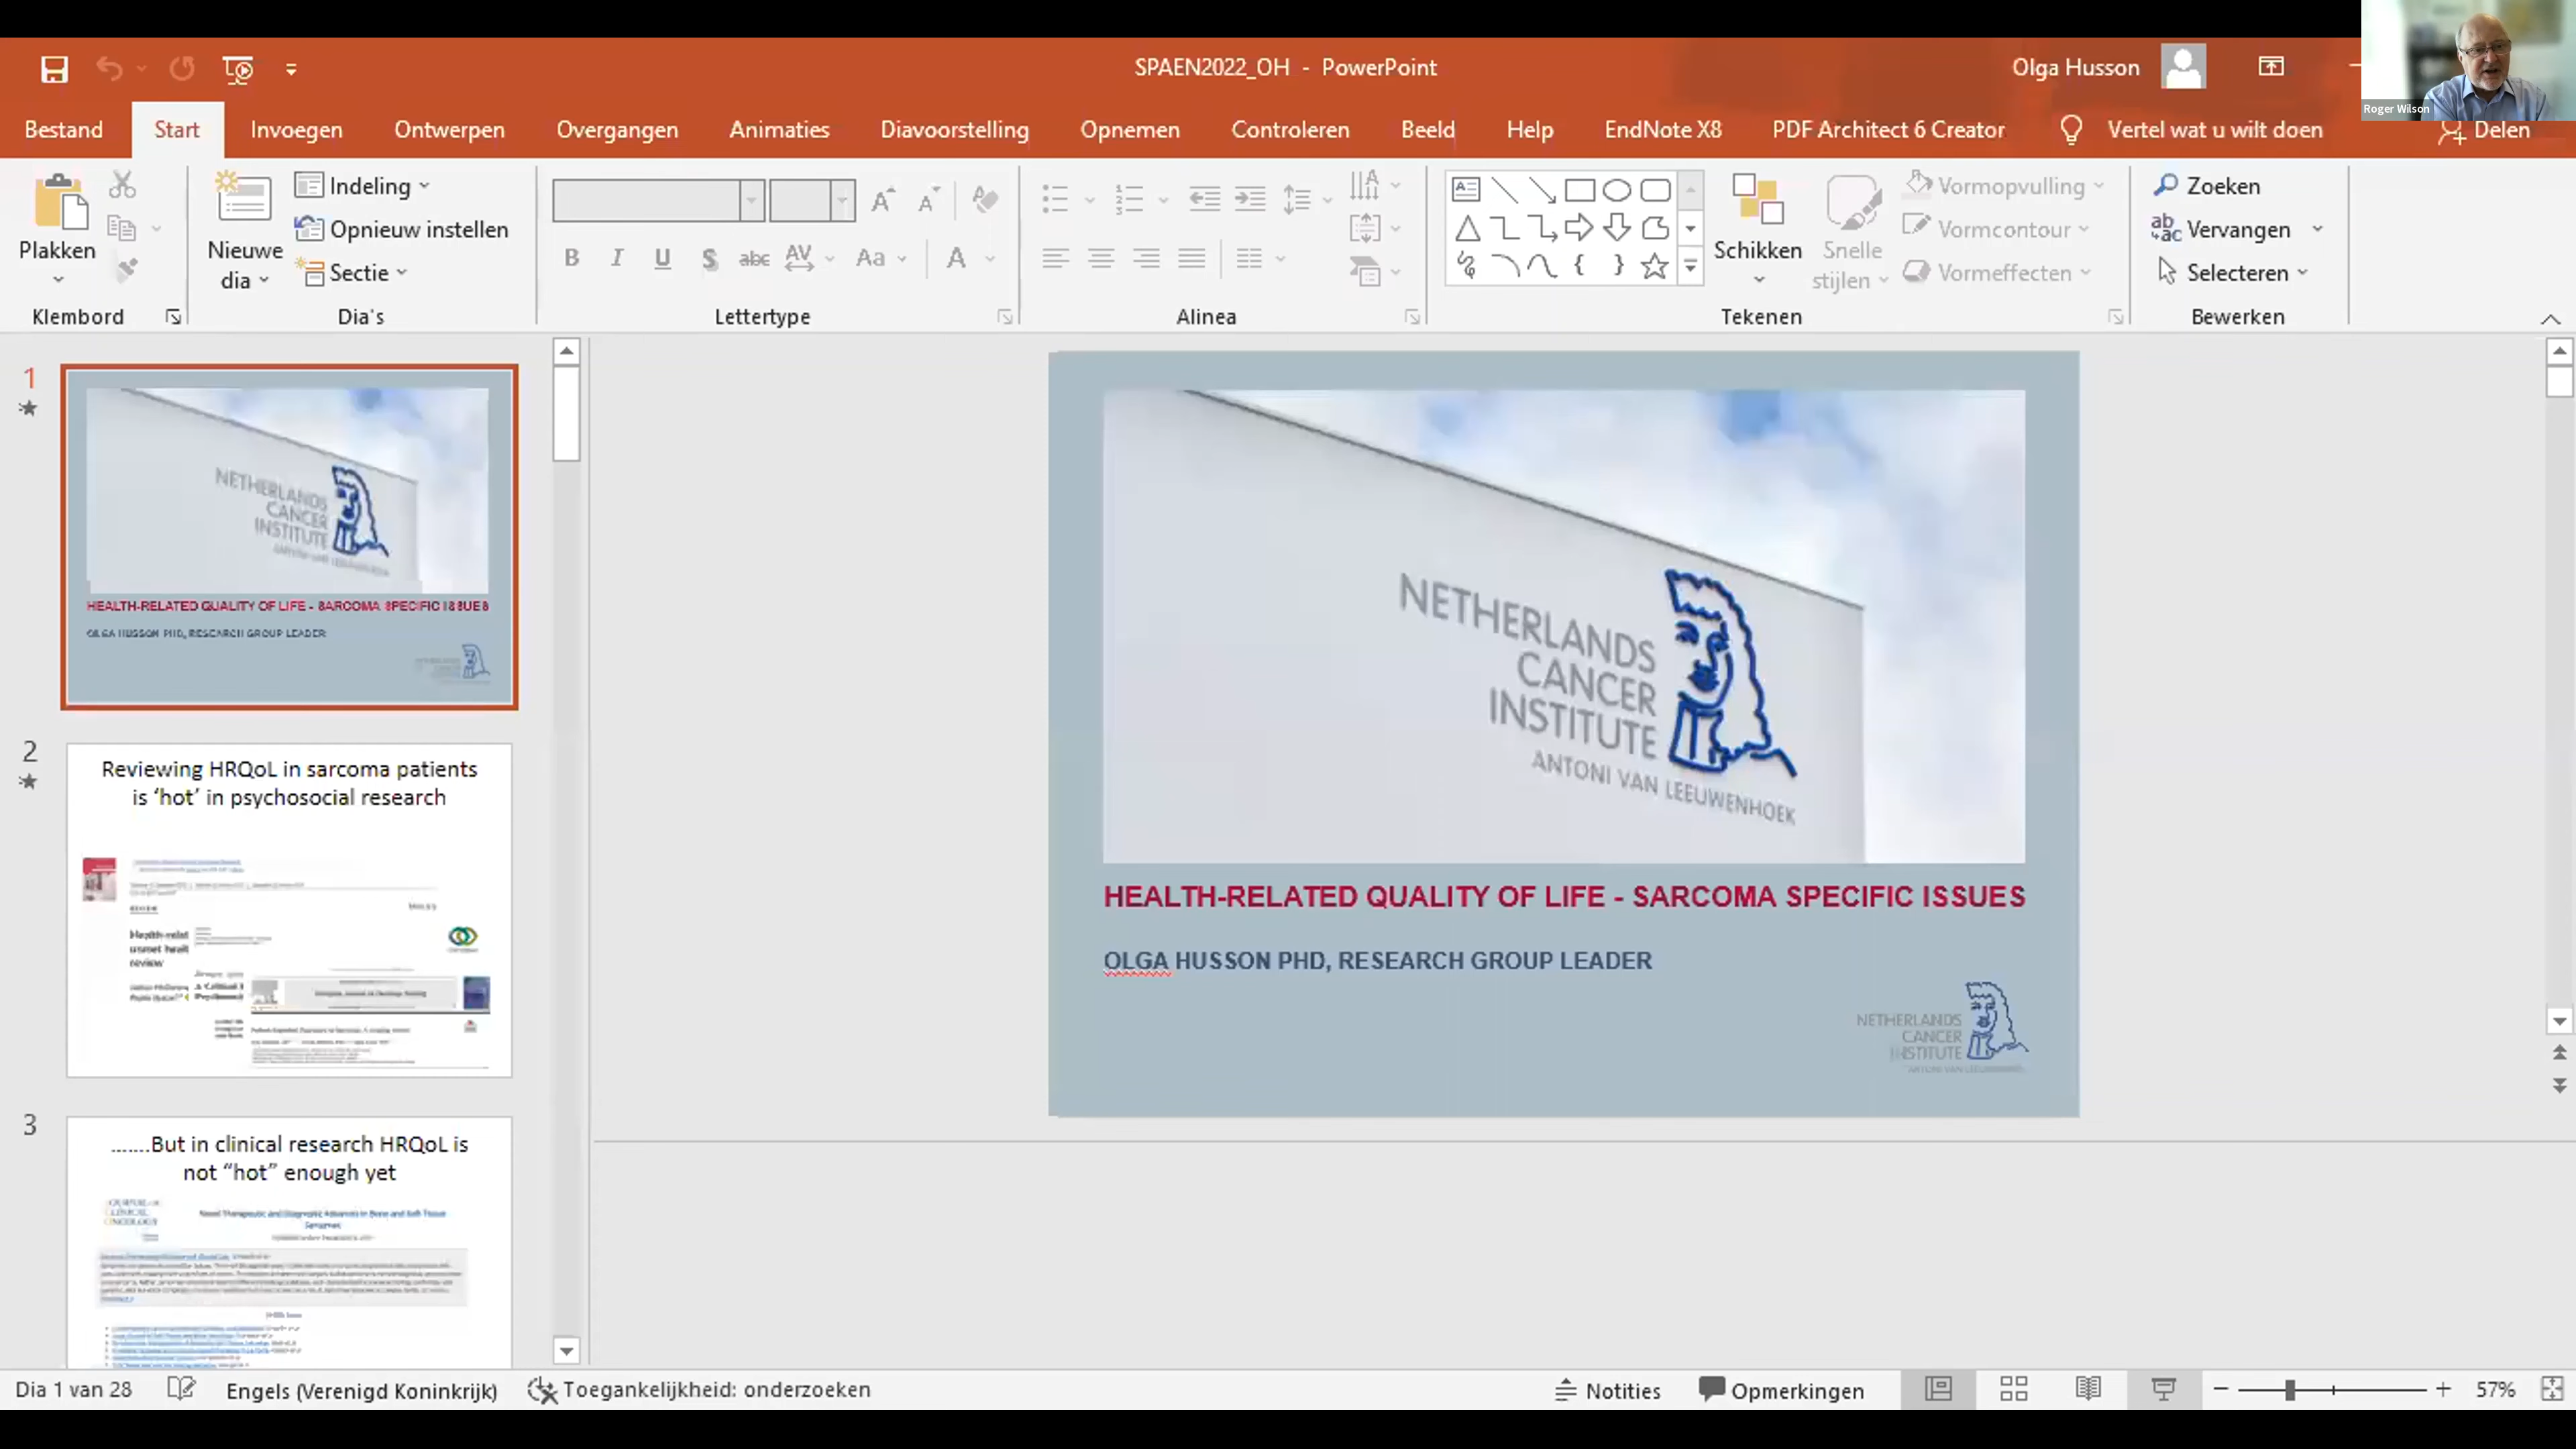 SPAEN2022_OH - PowerPoint
Olga Husson
Roger Wilson
Bestand Start Invoegen Ontwerpen Overgangen Animaties Diavoorstelling Opnemen Controleren Beeld Help EndNote X8 PDF Architect 6 Creator Vertel wat u wilt doen Delen
Plakken
Klembord
Nieuwe
dia
Indeling
Opnieuw instellen
Sectie
Dia's
Lettertype
Alinea
Schikken
Snelle
stijlen
Vormopvulling
Vormcontour
Vormeffecten
Tekenen
Zoeken
Vervangen
Selecteren
Bewerken
1
NETHERLANDS
CANCER
INSTITUTE
HEALTH-RELATED QUALITY OF LIFE - SARCOMA SPECIFIC ISSUES
OLGA HUSSON PHD, RESEARCH GROUP LEADER
2
Reviewing HRQoL in sarcoma patients
is ‘hot’ in psychosocial research
3
.......But in clinical research HRQoL is
not “hot” enough yet
NETHERLANDS
CANCER
INSTITUTE
ANTONI VAN LEEUWENHOEK
HEALTH-RELATED QUALITY OF LIFE - SARCOMA SPECIFIC ISSUES
OLGA HUSSON PHD, RESEARCH GROUP LEADER
NETHERLANDS
CANCER
INSTITUTE
ANTONI VAN LEEUWENHOEK
Dia 1 van 28 Engels (Verenigd Koninkrijk) Toegankelijkheid: onderzoeken Notities Opmerkingen 57%